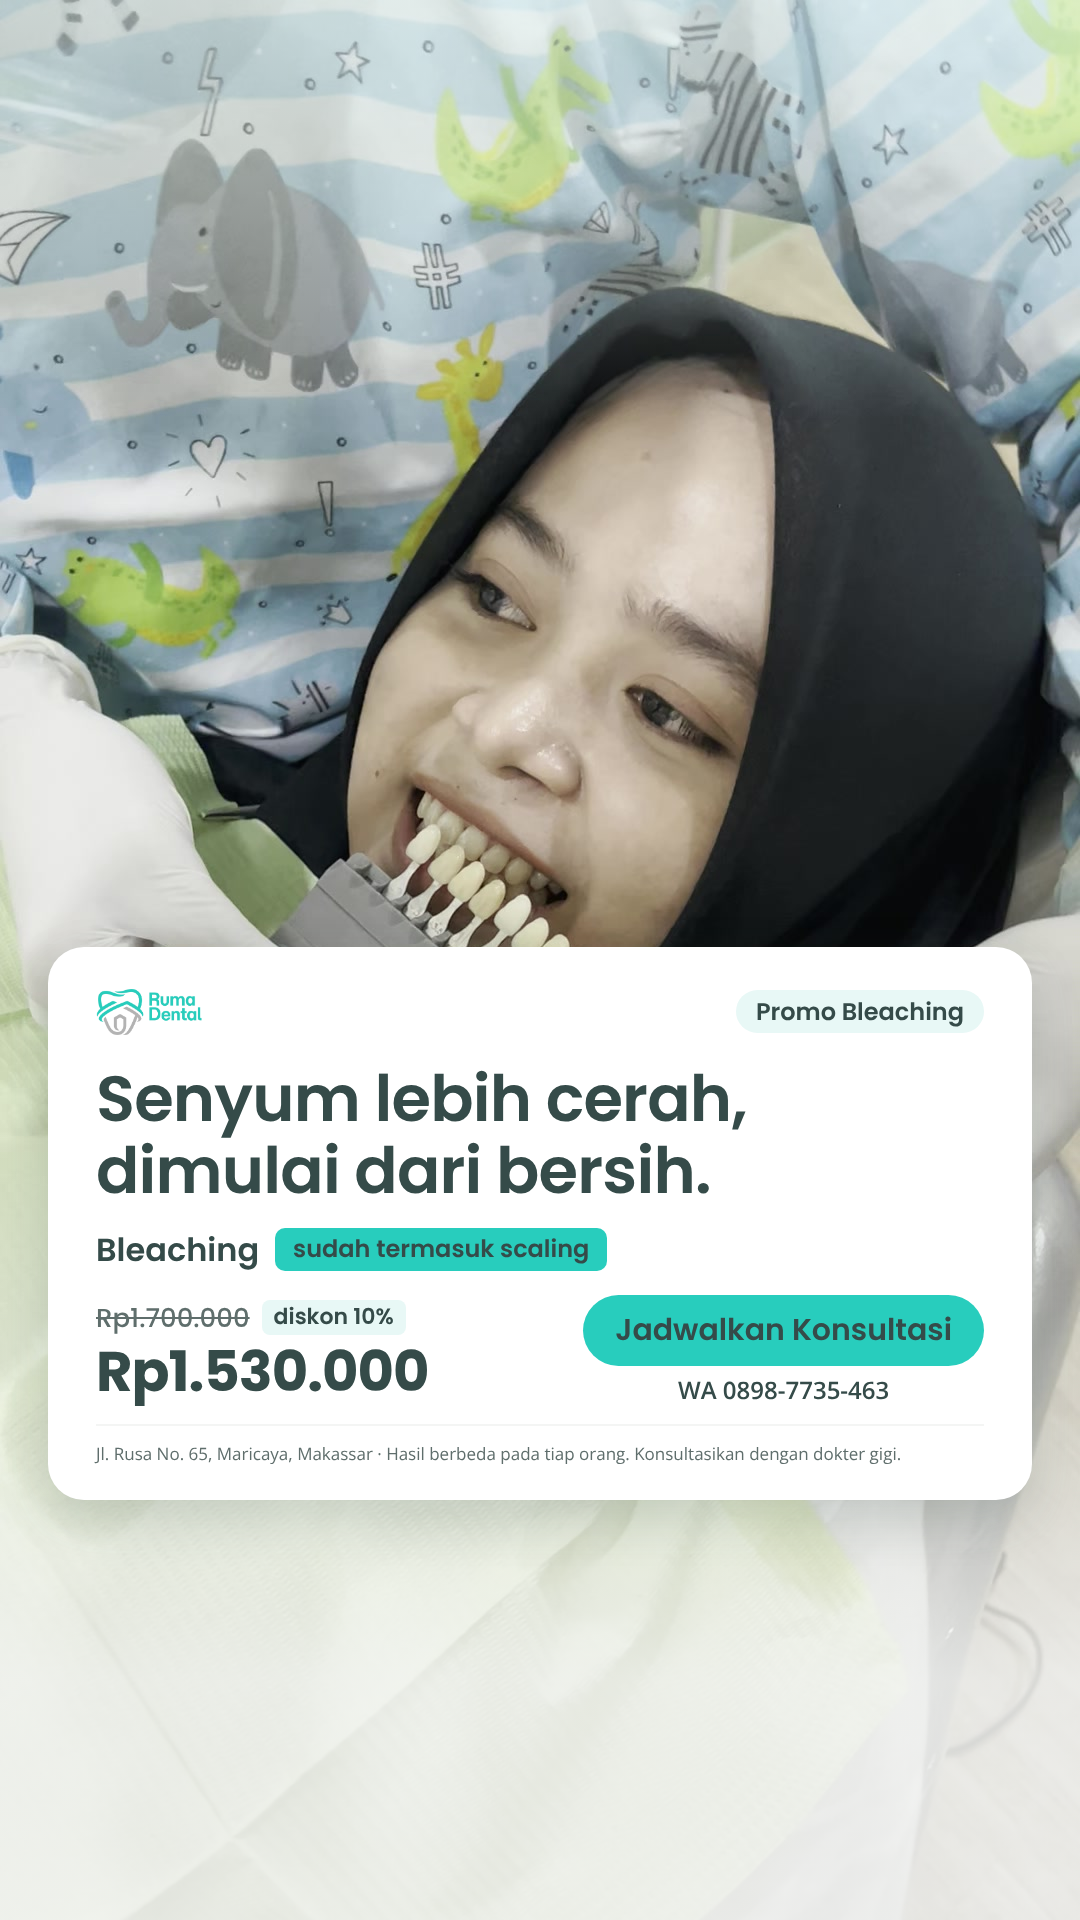 Ruma
Dental
Promo Bleaching
Senyum lebih cerah,
dimulai dari bersih.
Bleaching sudah termasuk scaling
Rp1.700.000 diskon 10%
Rp1.530.000
Jadwalkan Konsultasi
WA 0898-7735-463
Jl. Rusa No. 65, Maricaya, Makassar · Hasil berbeda pada tiap orang. Konsultasikan dengan dokter gigi.